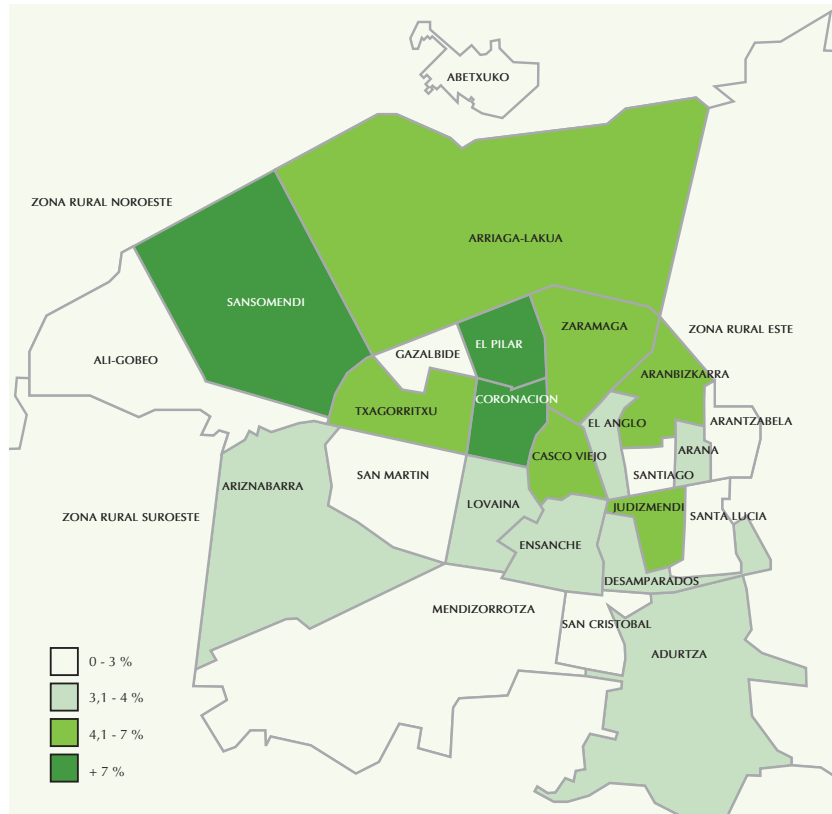 ABETXUKO
ZONA RURAL NOROESTE
ARRIAGA-LAKUA
SANSOMENDI
ZARAMAGA
ZONA RURAL ESTE
EL PILAR
GAZALBIDE
ALI-GOBEO
ARANBIZKARRA
CORONACION
TXAGORRITXU
EL ANGLO
ARANTZABELA
ARANA
CASCO VIEJO
SAN MARTIN
SANTIAGO
ARIZNABARRA
LOVAINA
JUDIZMENDI
SANTA LUCIA
ZONA RURAL SUROESTE
ENSANCHE
DESAMPARADOS
MENDIZORROTZA
SAN CRISTOBAL
ADURTZA
0 - 3 %
3,1 - 4 %
4,1 - 7 %
+ 7 %